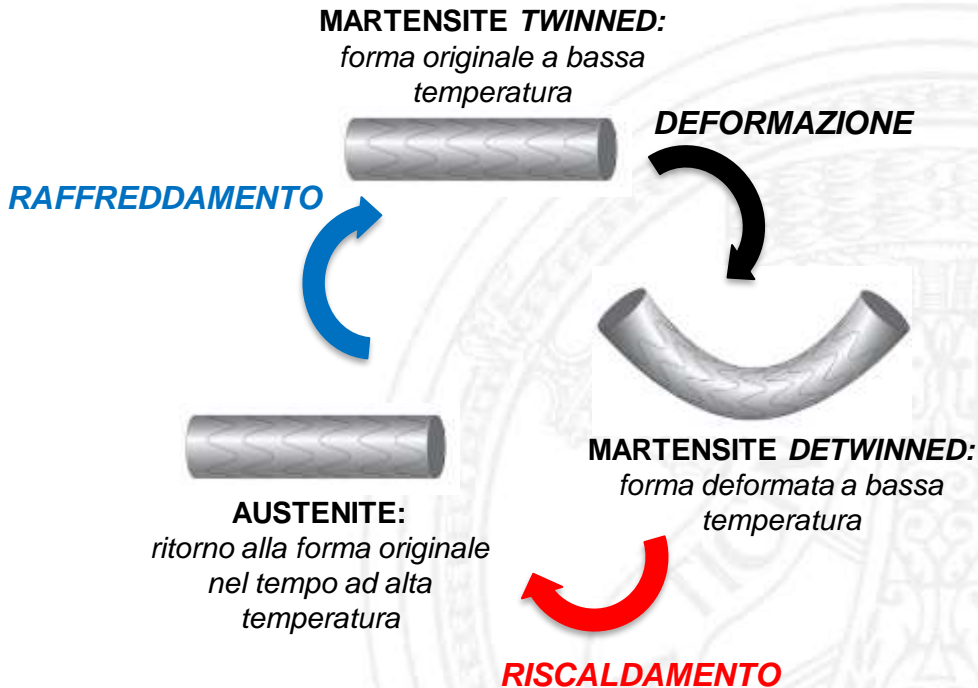 MARTENSITE TWINNED:
forma originale a bassa
temperatura
DEFORMAZIONE
RAFFREDDAMENTO
MARTENSITE DETWINNED:
forma deformata a bassa
temperatura
AUSTENITE:
ritorno alla forma originale
nel tempo ad alta
temperatura
RISCALDAMENTO